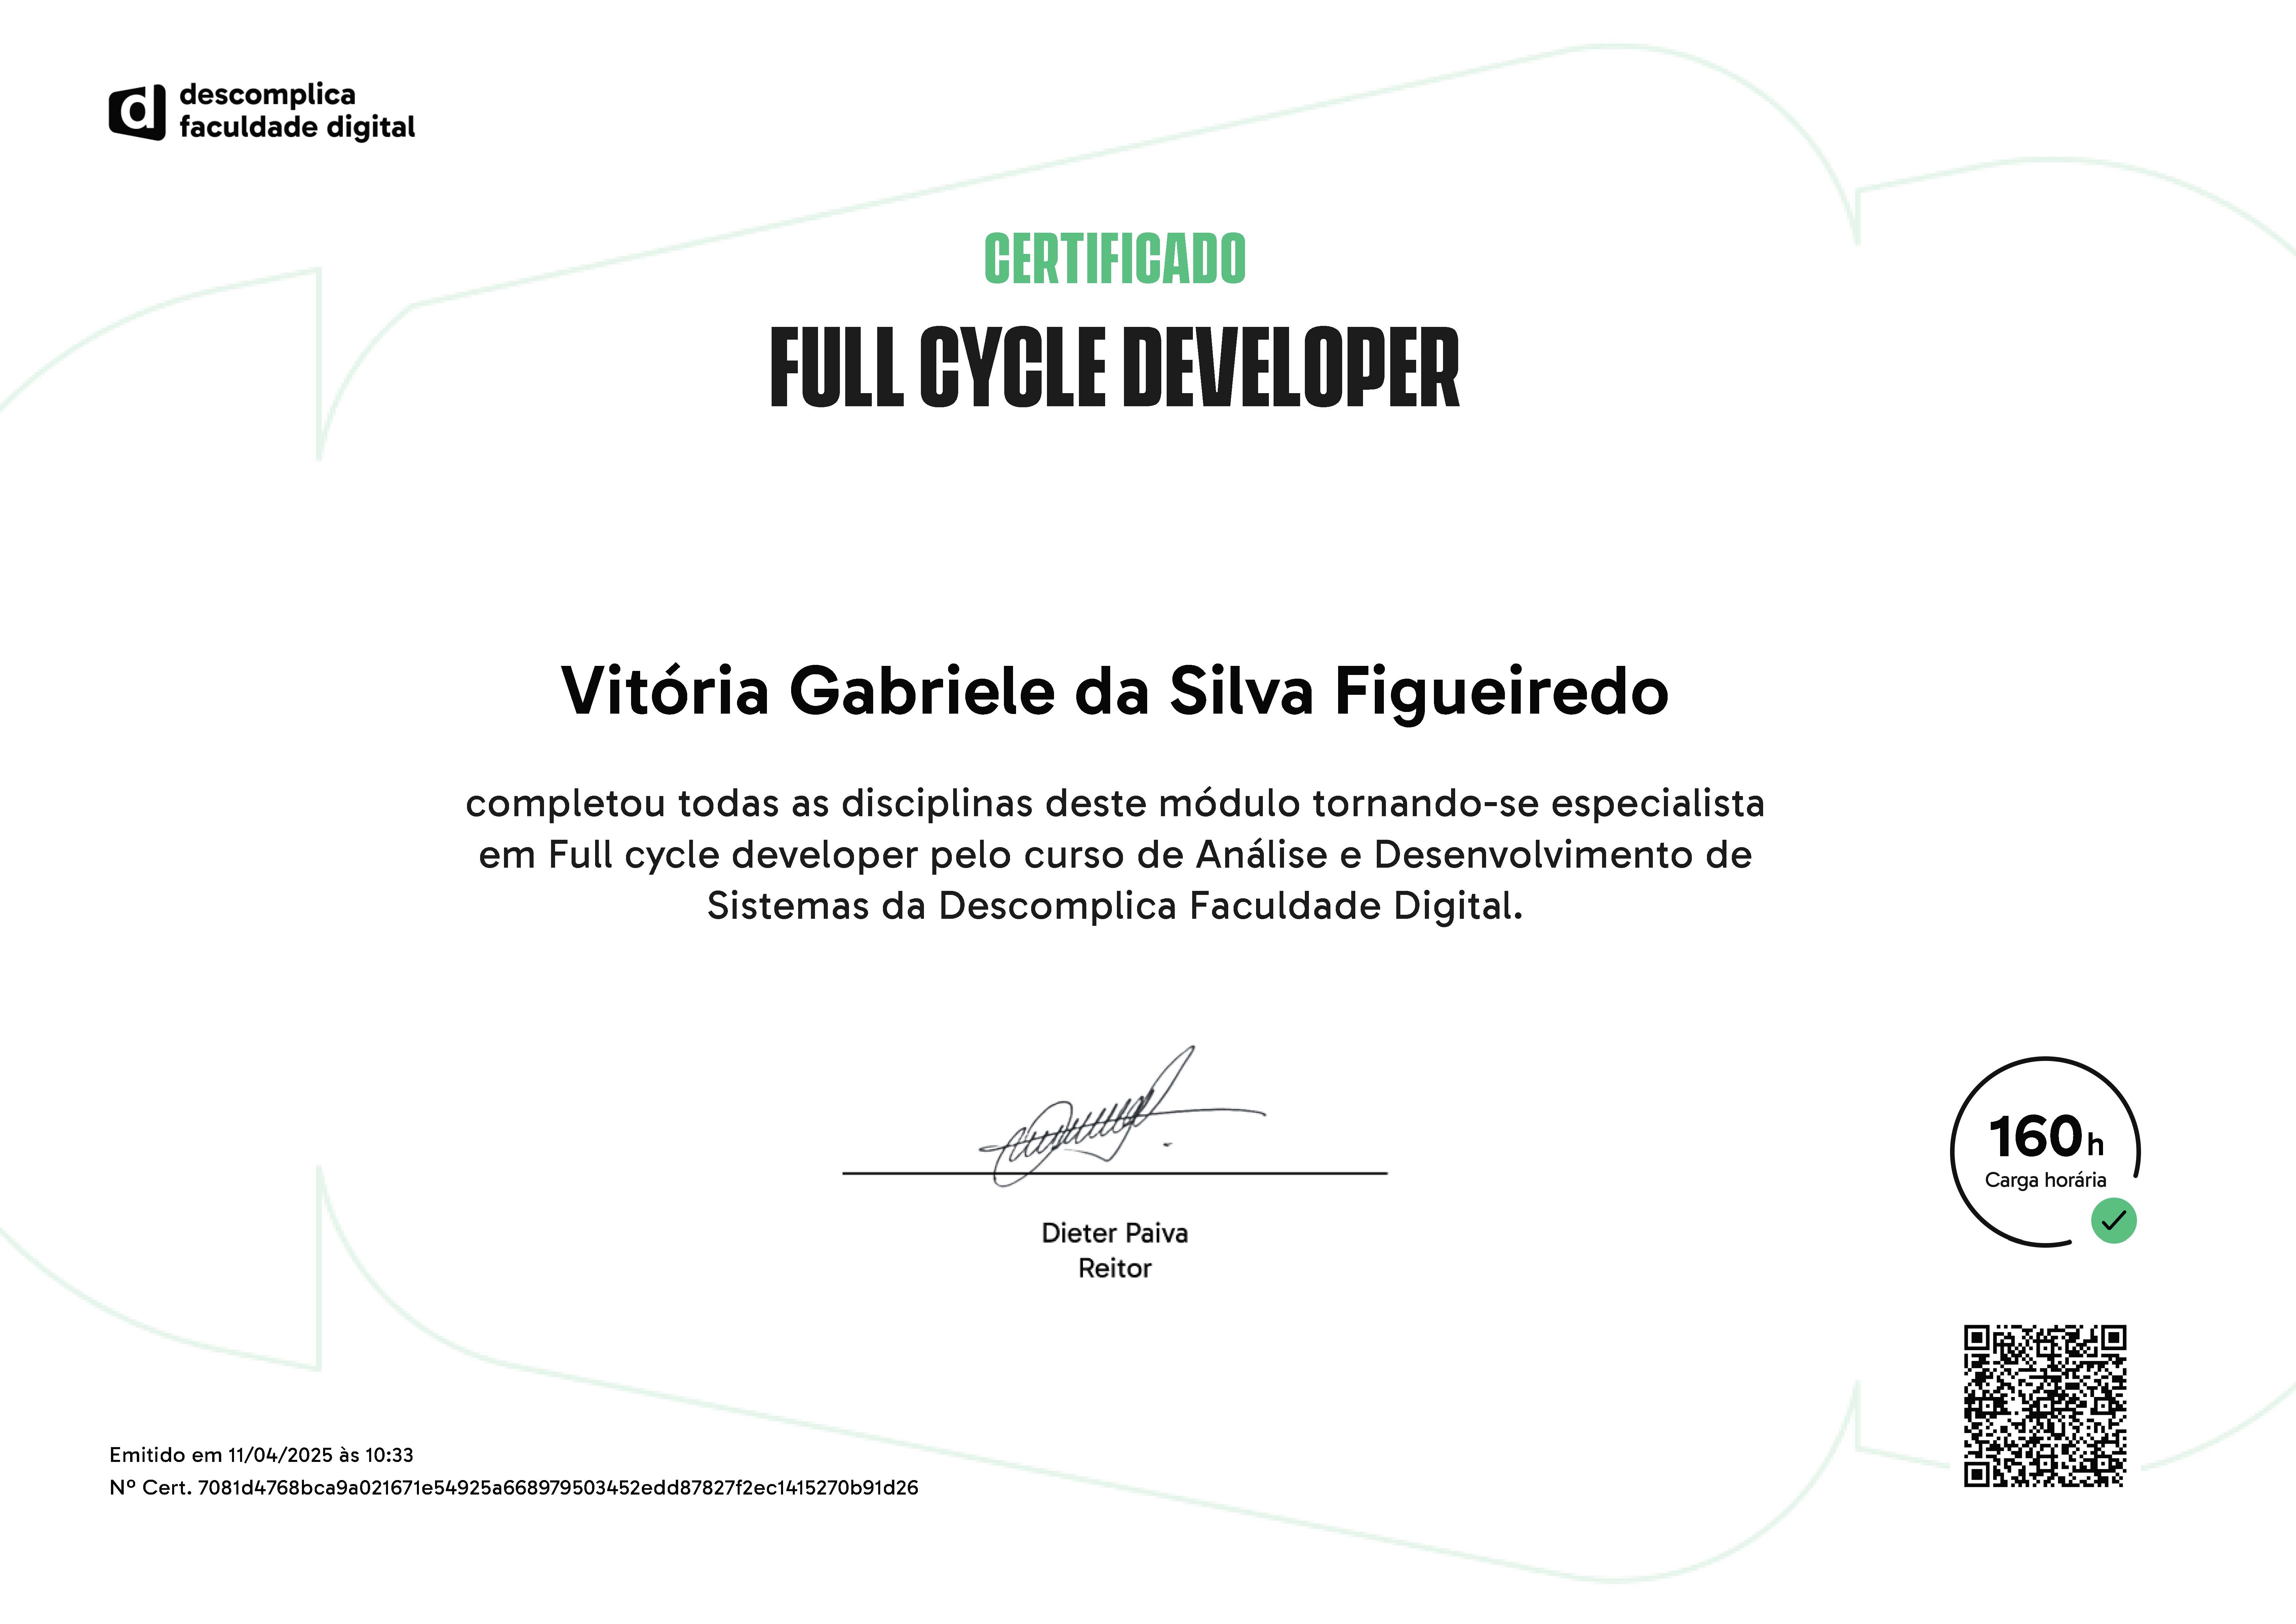 descomplica
faculdade digital
CERTIFICADO
FULL CYCLE DEVELOPER
Vitória Gabriele da Silva Figueiredo
completou todas as disciplinas deste módulo tornando-se especialista
em Full cycle developer pelo curso de Análise e Desenvolvimento de
Sistemas da Descomplica Faculdade Digital.
160h
Carga horária
Dieter Paiva
Reitor
Emitido em 11/04/2025 às 10:33
Nº Cert. 7081d4768bca9a021671e54925a668979503452edd87827f2ec1415270b91d26